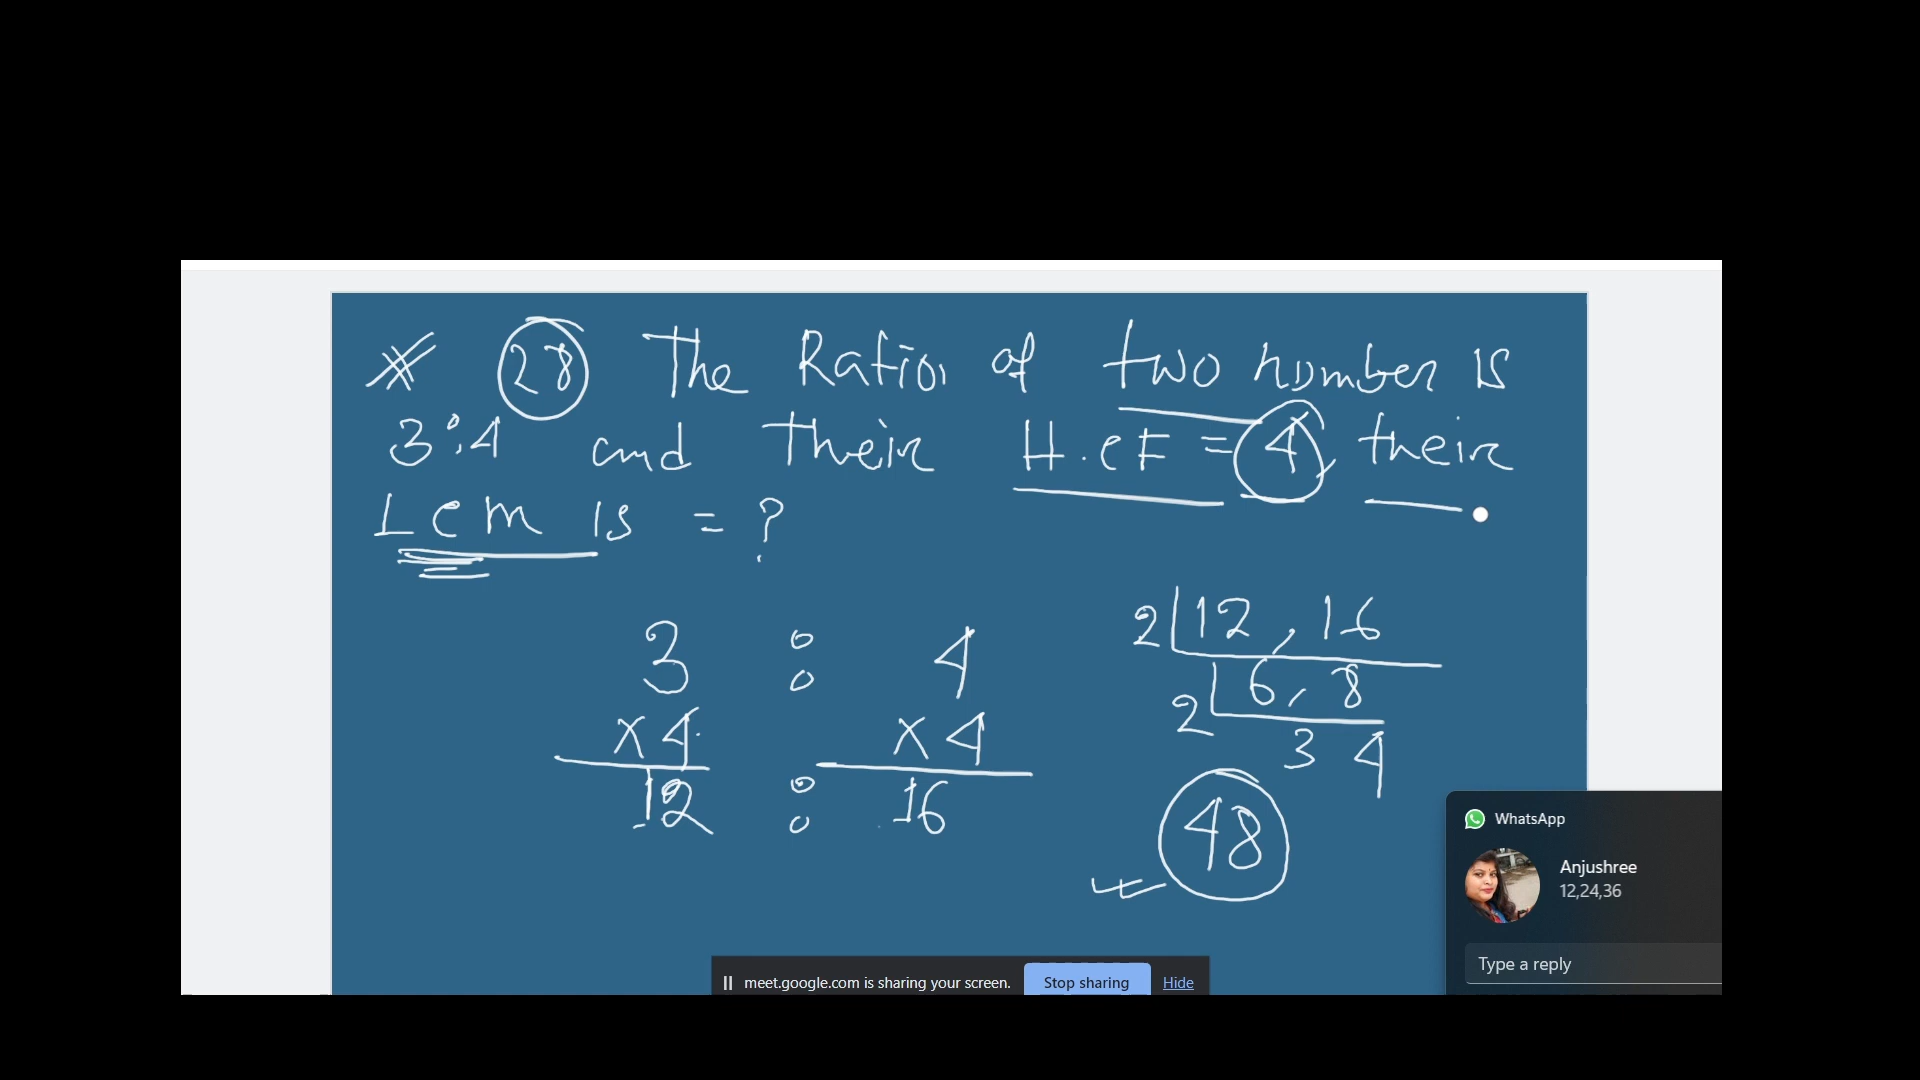 28 The Ratio of two number is
3:4 and their H.CF = 4, their
Lcm is = ?
3 : 4
x 4 x 4
12 : 16
2 12, 16
2 6, 8
3 4
48
WhatsApp
Anjushree
12,24,36
Type a reply
meet.google.com is sharing your screen. Stop sharing Hide